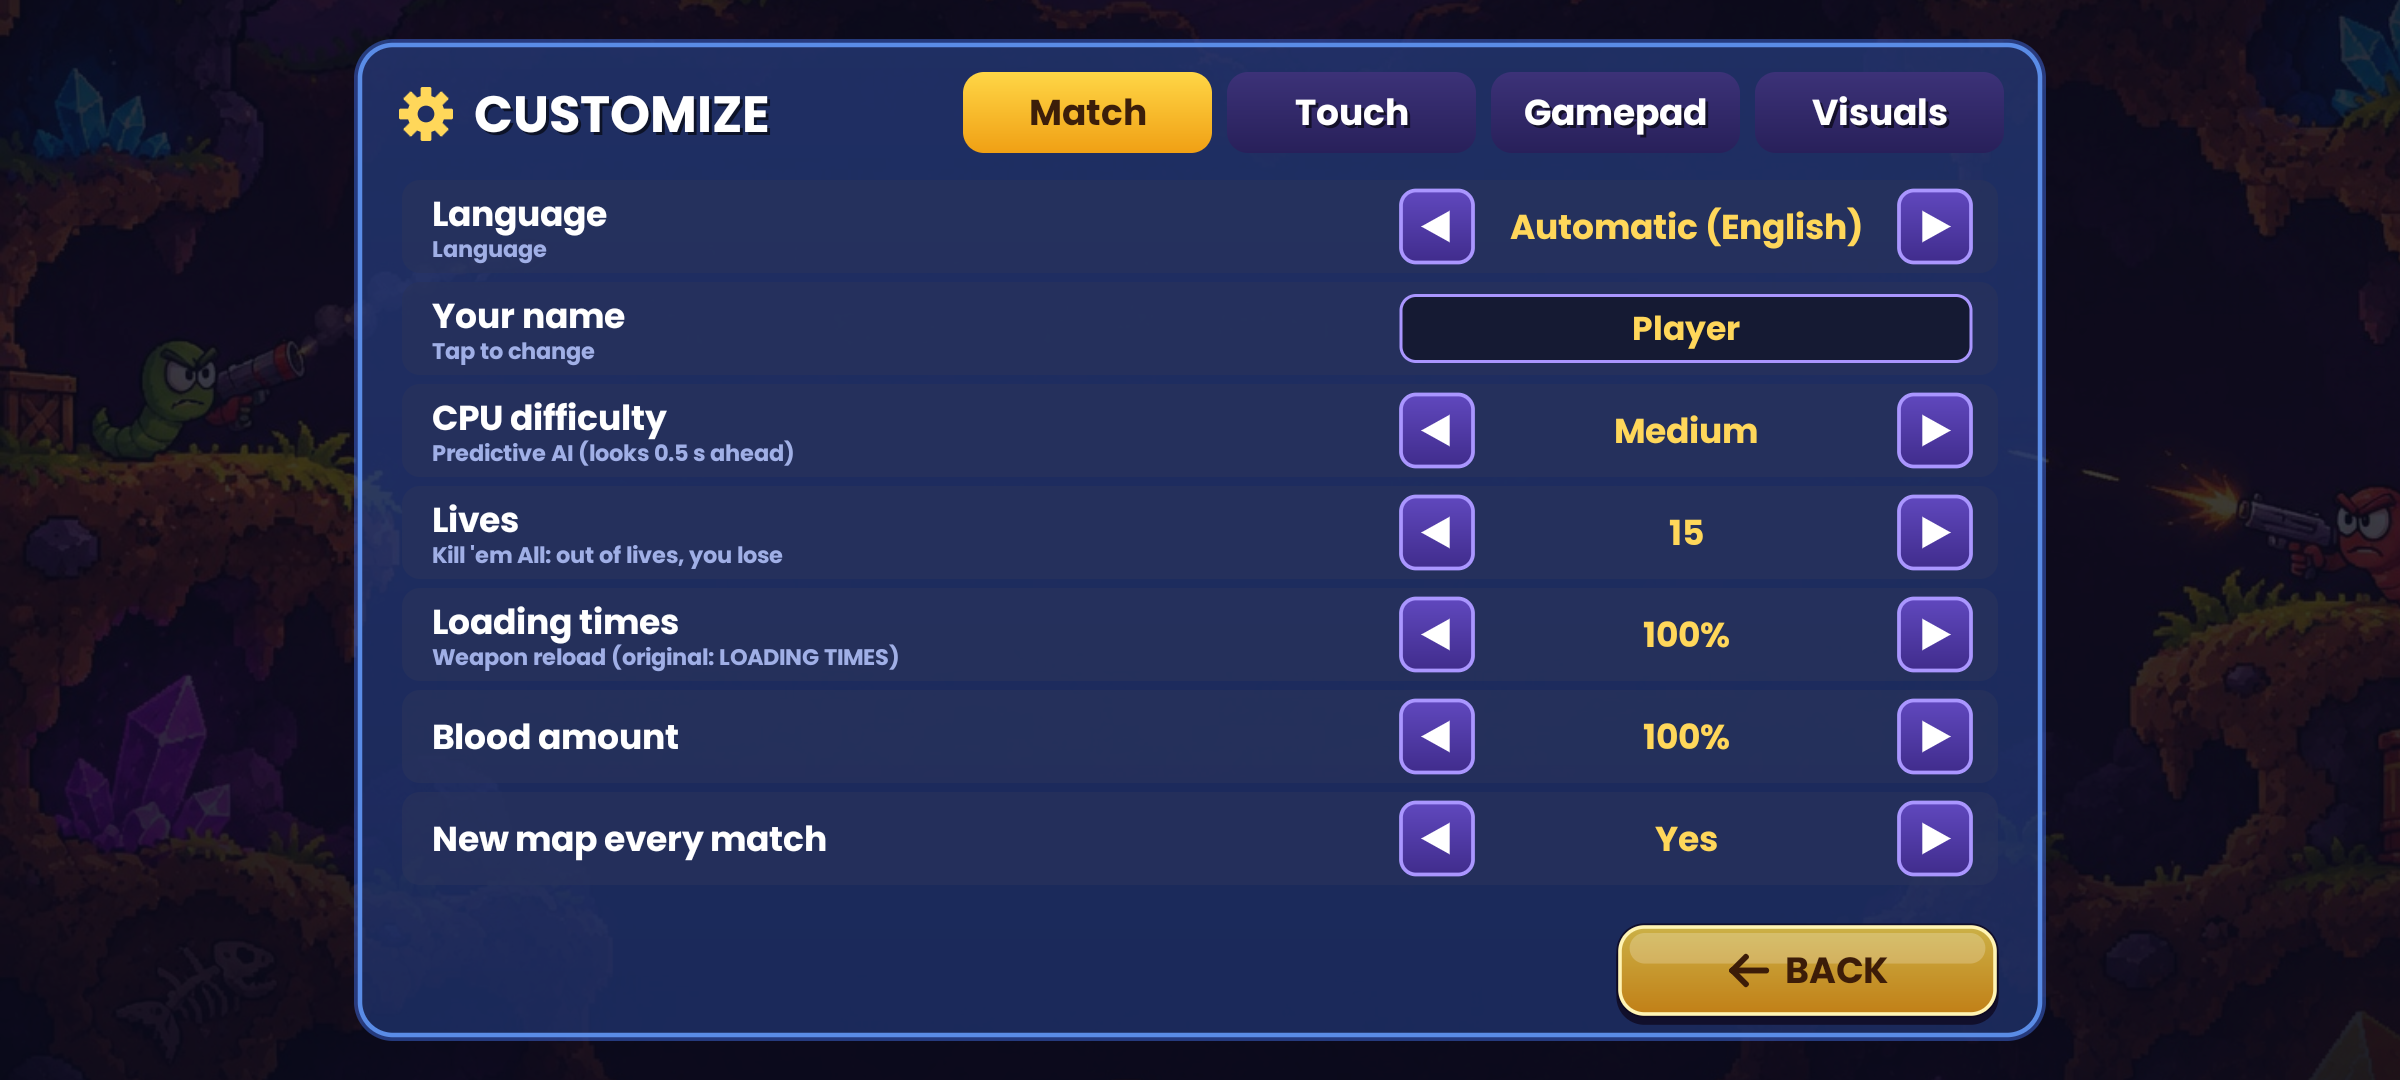 CUSTOMIZE
Match
Touch
Gamepad
Visuals
Language
Language
Automatic (English)
Your name
Tap to change
Player
CPU difficulty
Predictive AI (looks 0.5 s ahead)
Medium
Lives
Kill 'em All: out of lives, you lose
15
Loading times
Weapon reload (original: LOADING TIMES)
100%
Blood amount
100%
New map every match
Yes
BACK